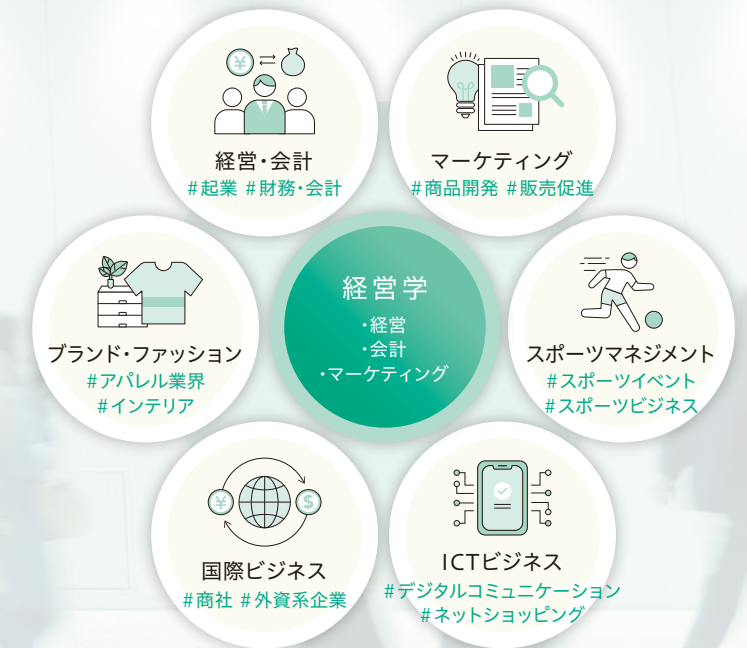 経営・会計
#起業 #財務・会計
マーケティング
#商品開発 #販売促進
ブランド・ファッション
#アパレル業界
#インテリア
経営学
・経営
・会計
・マーケティング
スポーツマネジメント
#スポーツイベント
#スポーツビジネス
国際ビジネス
#商社 #外資系企業
ICTビジネス
#デジタルコミュニケーション
#ネットショッピング
¥
¥
$